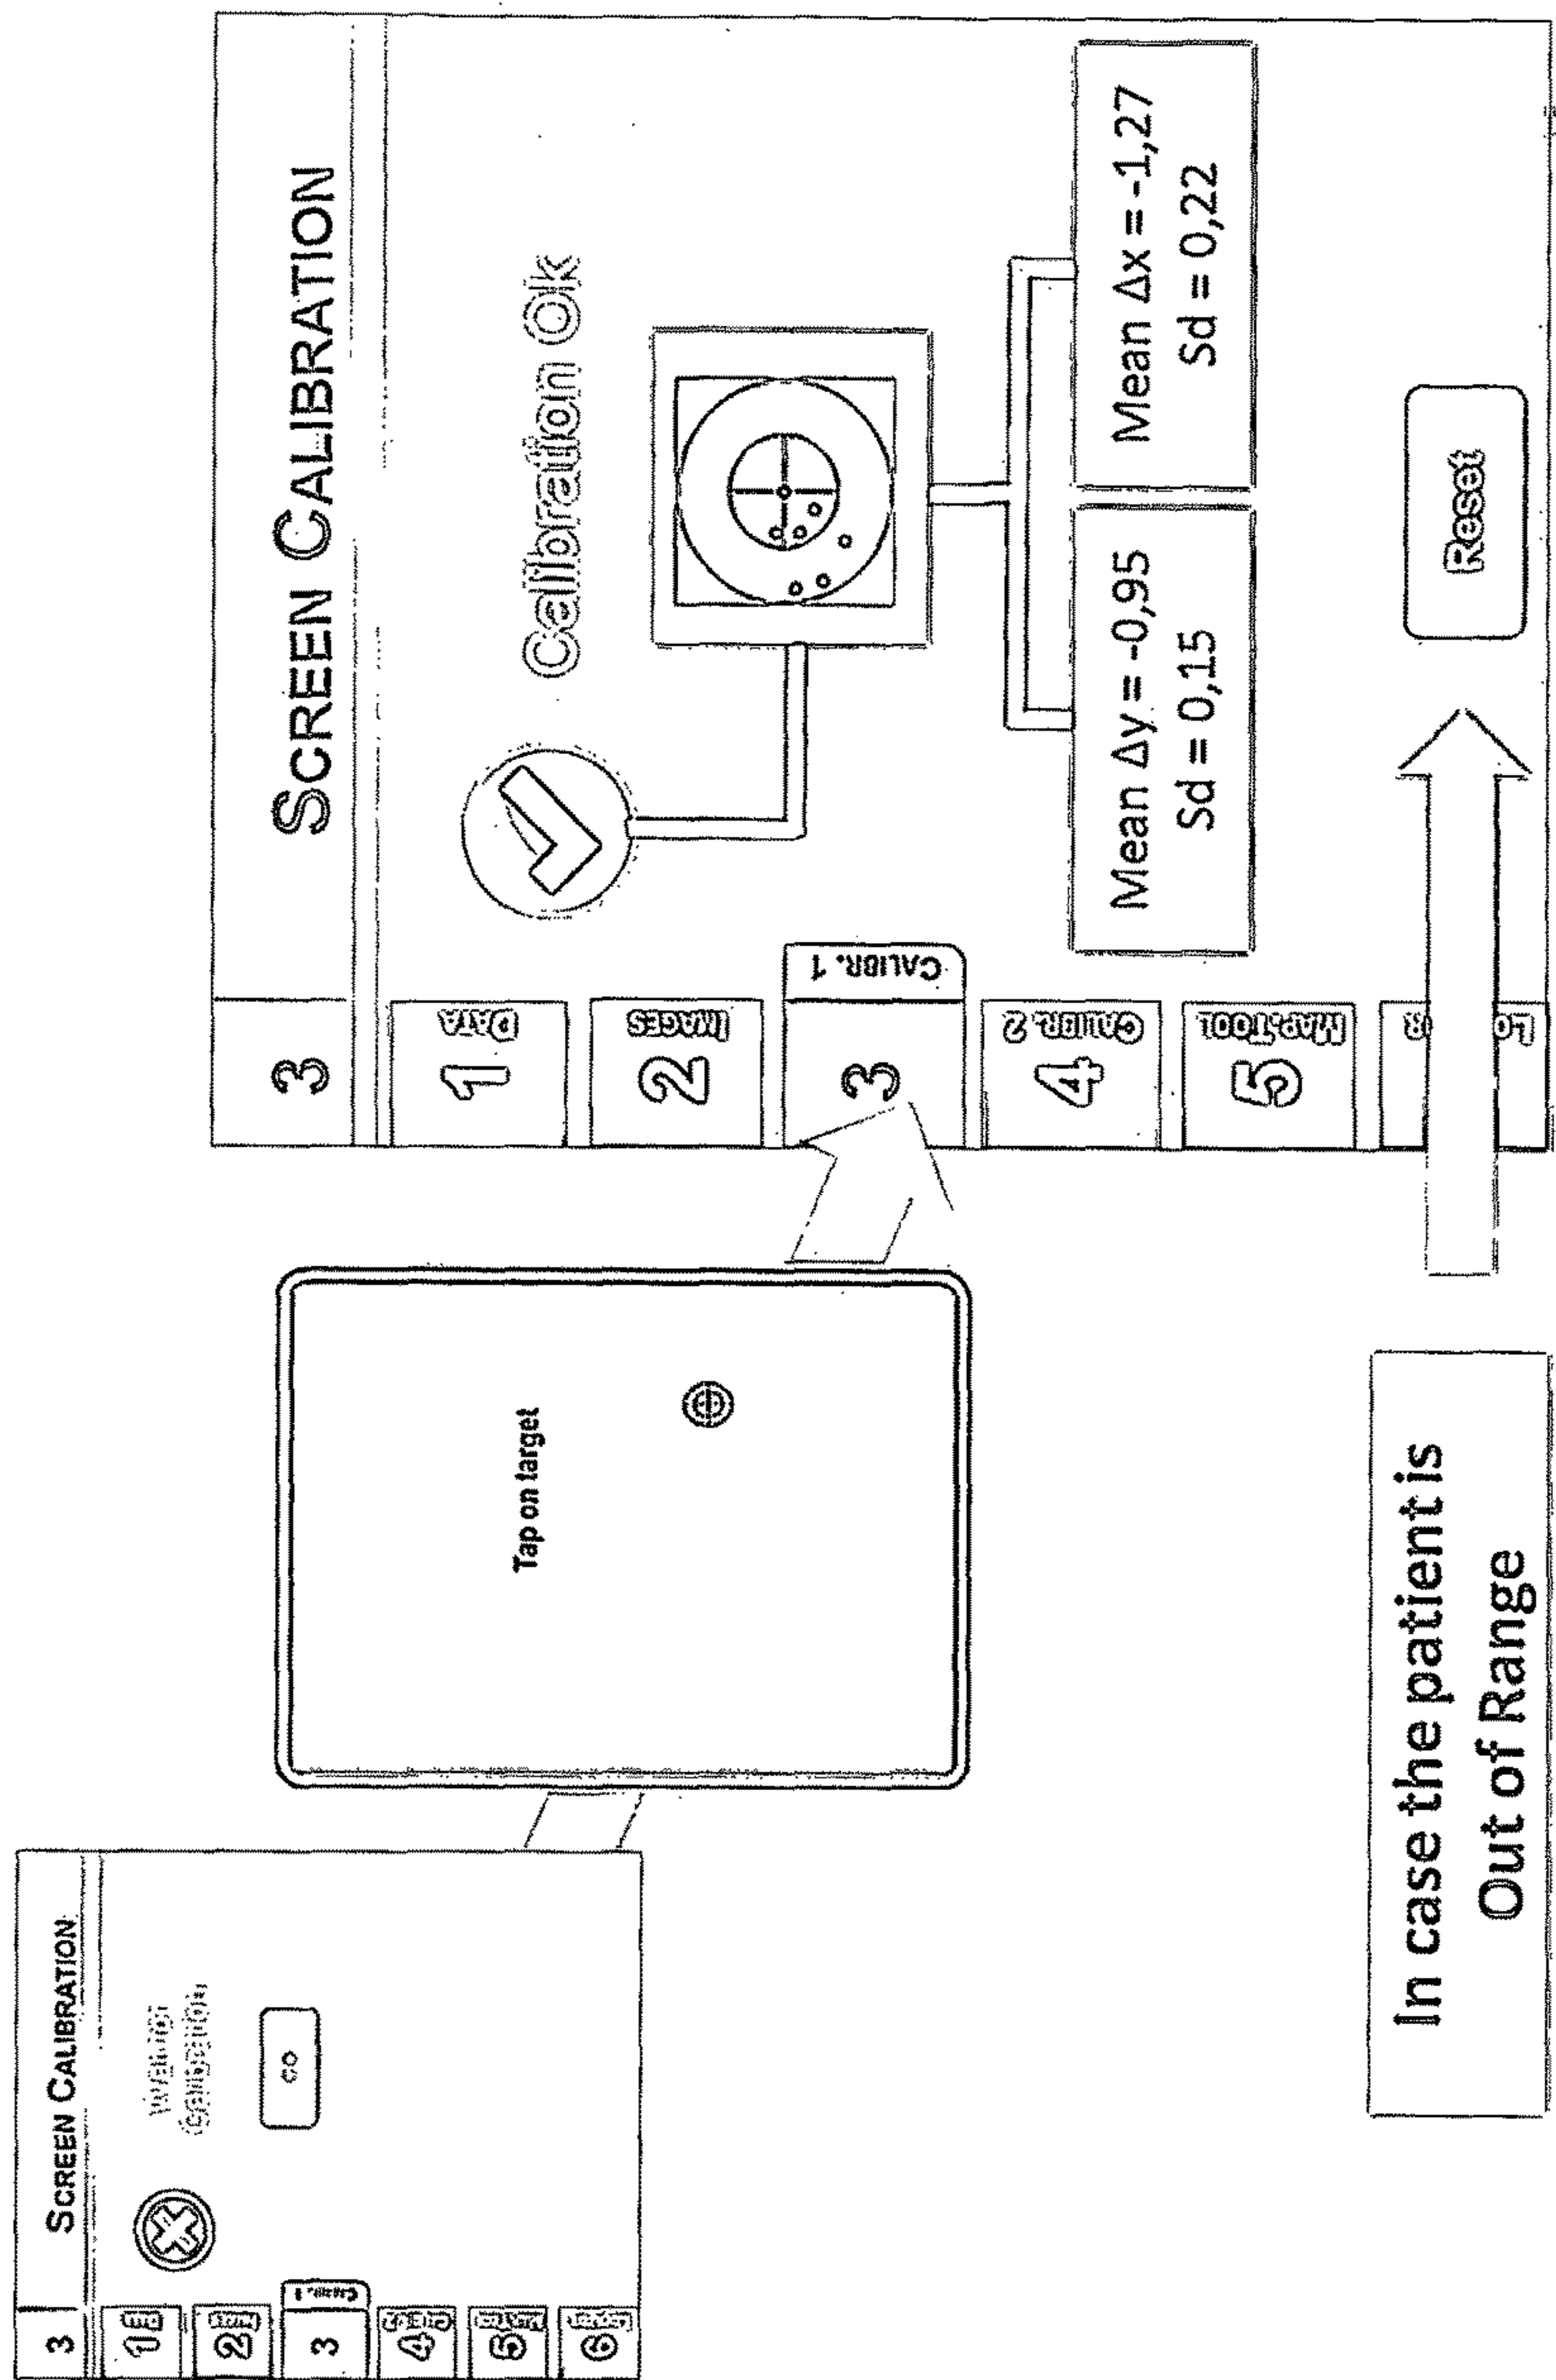 3
SCREEN CALIBRATION
3
Tap on target
3
SCREEN CALIBRATION
1
DATA
2
IMAGES
3
CALIBR. 1
4
CALIBR. 2
5
MAP.TOOL
Calibration Ok
Mean Δy = -0,95
Sd = 0,15
Mean Δx = -1,27
Sd = 0,22
Reset
In case the patient is
Out of Range
1
2
4
5
6